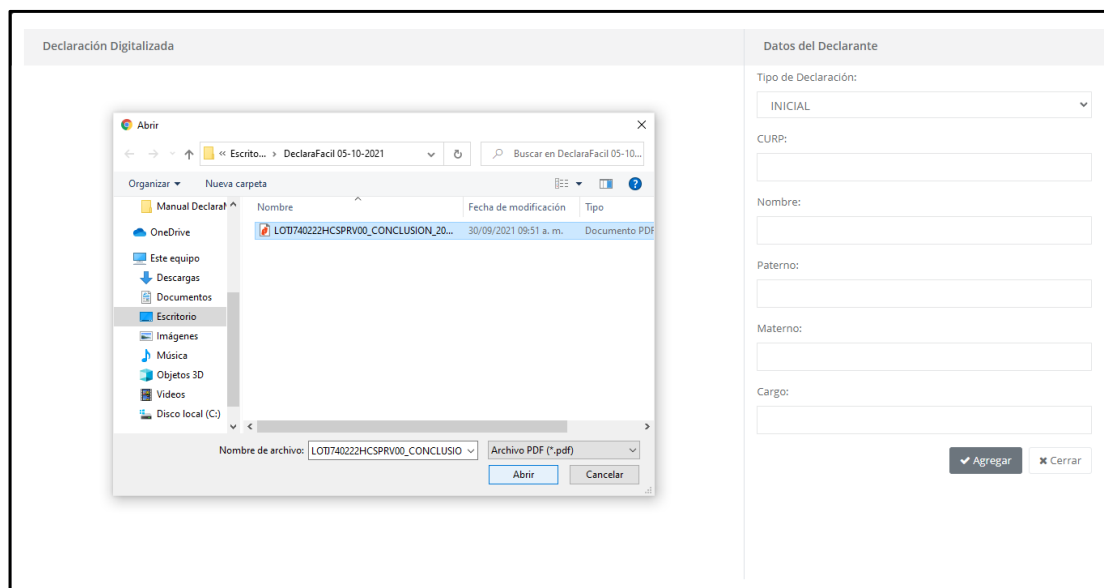 Declaración Digitalizada
Datos del Declarante
Tipo de Declaración:
INICIAL
CURP:
Nombre:
Paterno:
Materno:
Cargo:
Agregar
Cerrar
Abrir
« Escrito... › DeclaraFacil 05-10-2021
Buscar en DeclaraFacil 05-10...
Organizar
Nueva carpeta
Manual Declarat
OneDrive
Este equipo
Descargas
Documentos
Escritorio
Imágenes
Música
Objetos 3D
Videos
Disco local (C:)
Nombre
Fecha de modificación
Tipo
LOTJ740222HCSPRV00_CONCLUSION_20...
30/09/2021 09:51 a. m.
Documento PDF
Nombre de archivo:
LOTJ740222HCSPRV00_CONCLUSIO
Archivo PDF (*.pdf)
Abrir
Cancelar